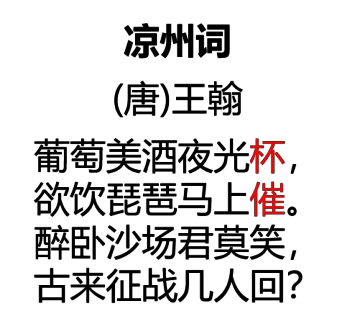 凉州词
(唐)王翰
葡萄美酒夜光杯，
欲饮琵琶马上催。
醉卧沙场君莫笑，
古来征战几人回？